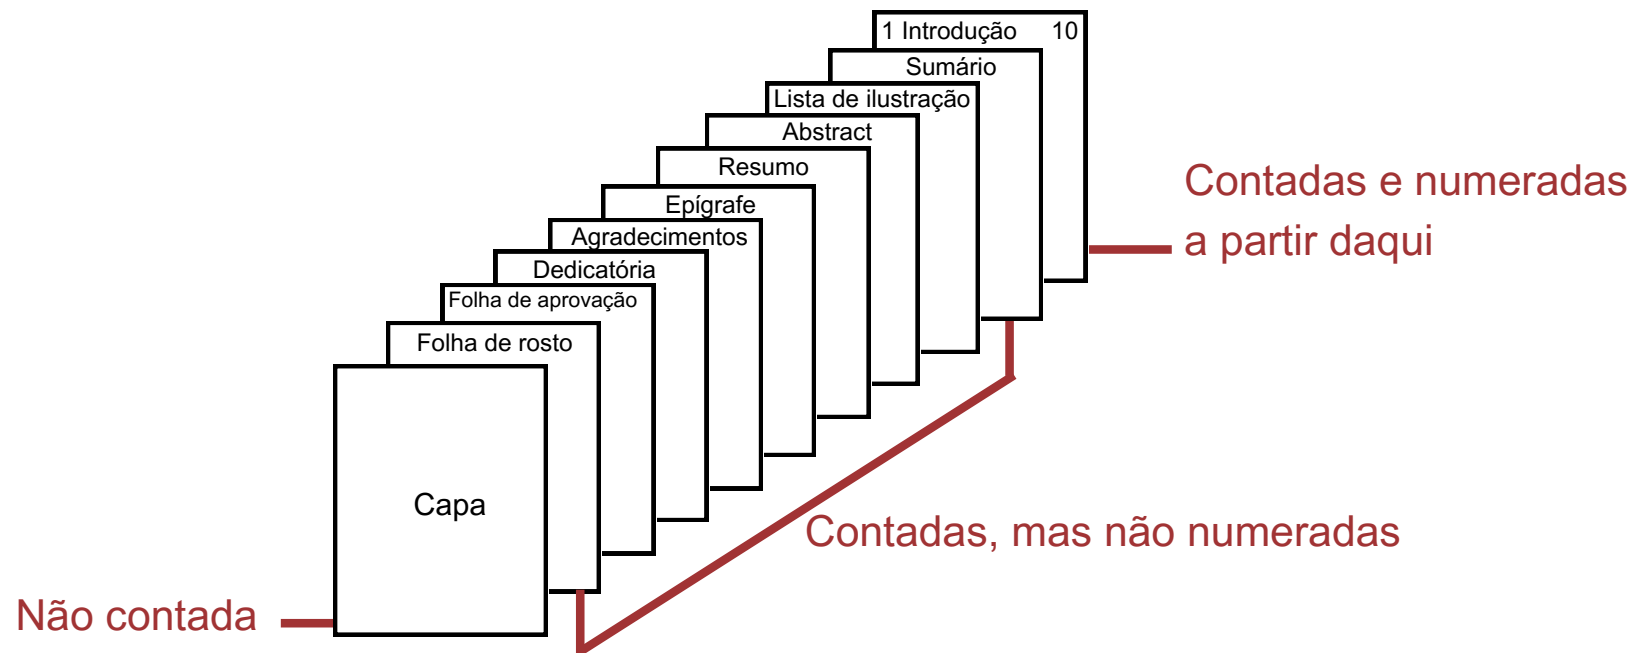 1 Introdução 10
Sumário
Lista de ilustração
Abstract
Resumo
Epígrafe
Agradecimentos
Dedicatória
Folha de aprovação
Folha de rosto
Capa
Contadas e numeradas
a partir daqui
Contadas, mas não numeradas
Não contada